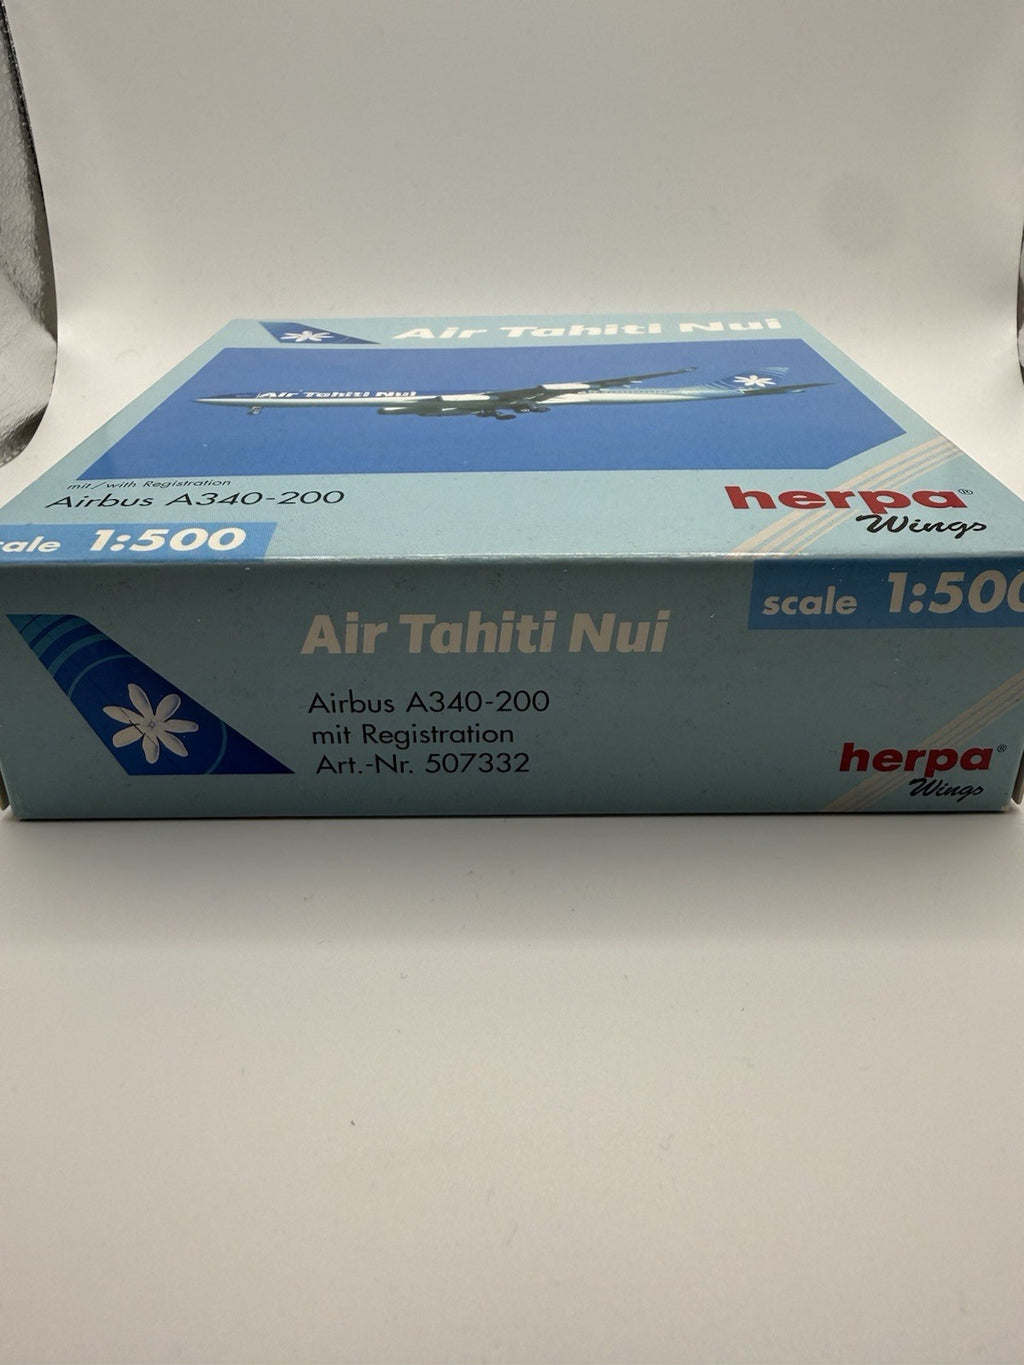 Air Tahiti Nui
Air Tahiti Nui
mit/with Registration
Airbus A340-200
herpa®
Wings
scale 1:500
scale 1:500
Air Tahiti Nui
Airbus A340-200
mit Registration
Art.-Nr. 507332
herpa®
Wings